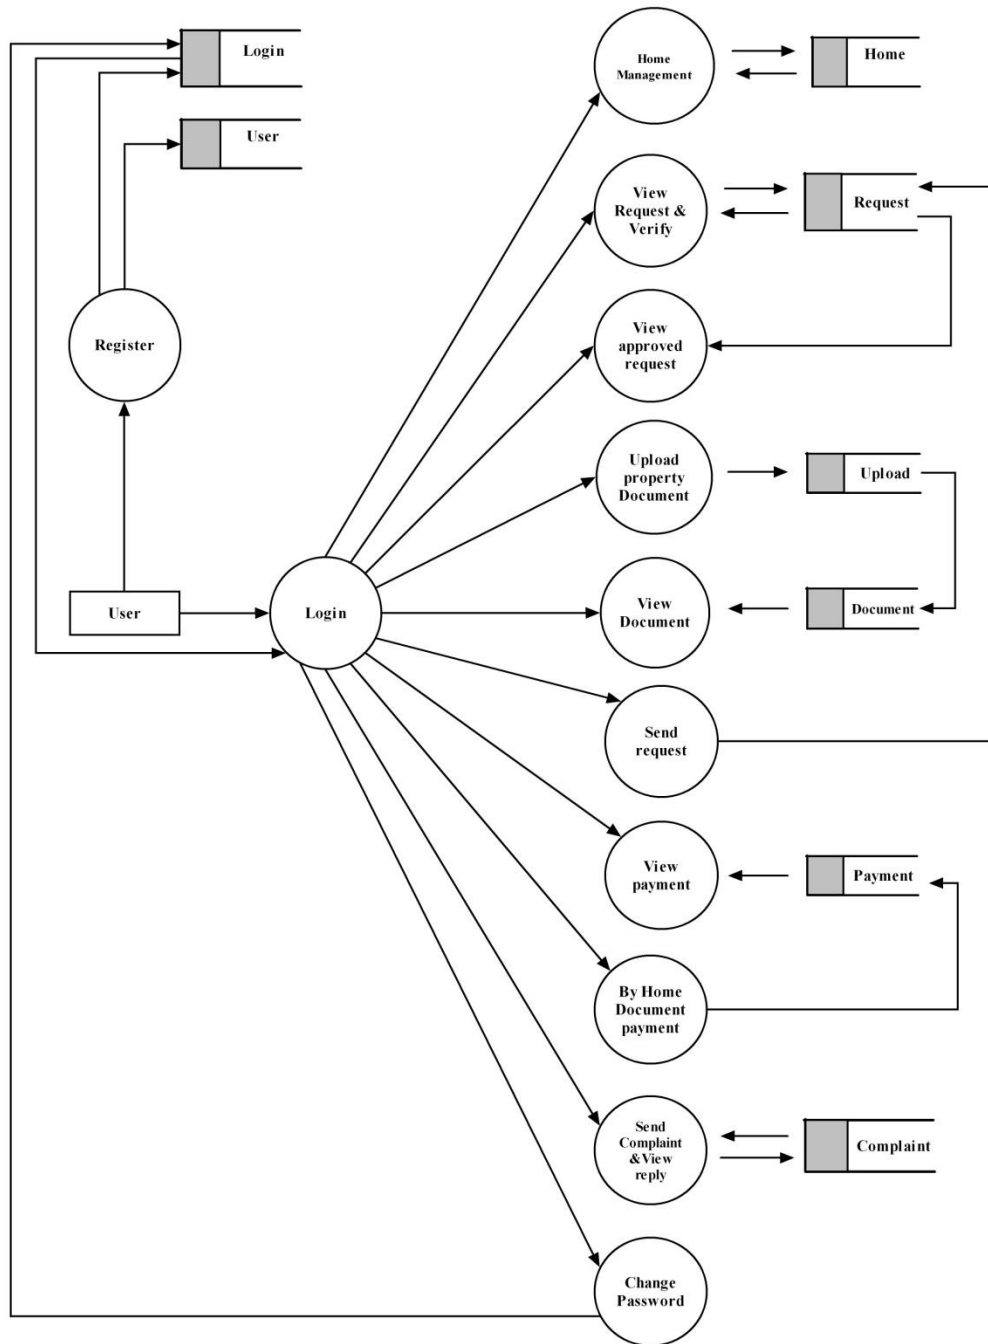 Login
User
Register
User
Login
Home
Management
Home
View
Request &
Verify
Request
View
approved
request
Upload
property
Document
Upload
View
Document
Document
Send
request
View
payment
Payment
By Home
Document
payment
Send
Complaint
&View
reply
Complaint
Change
Password